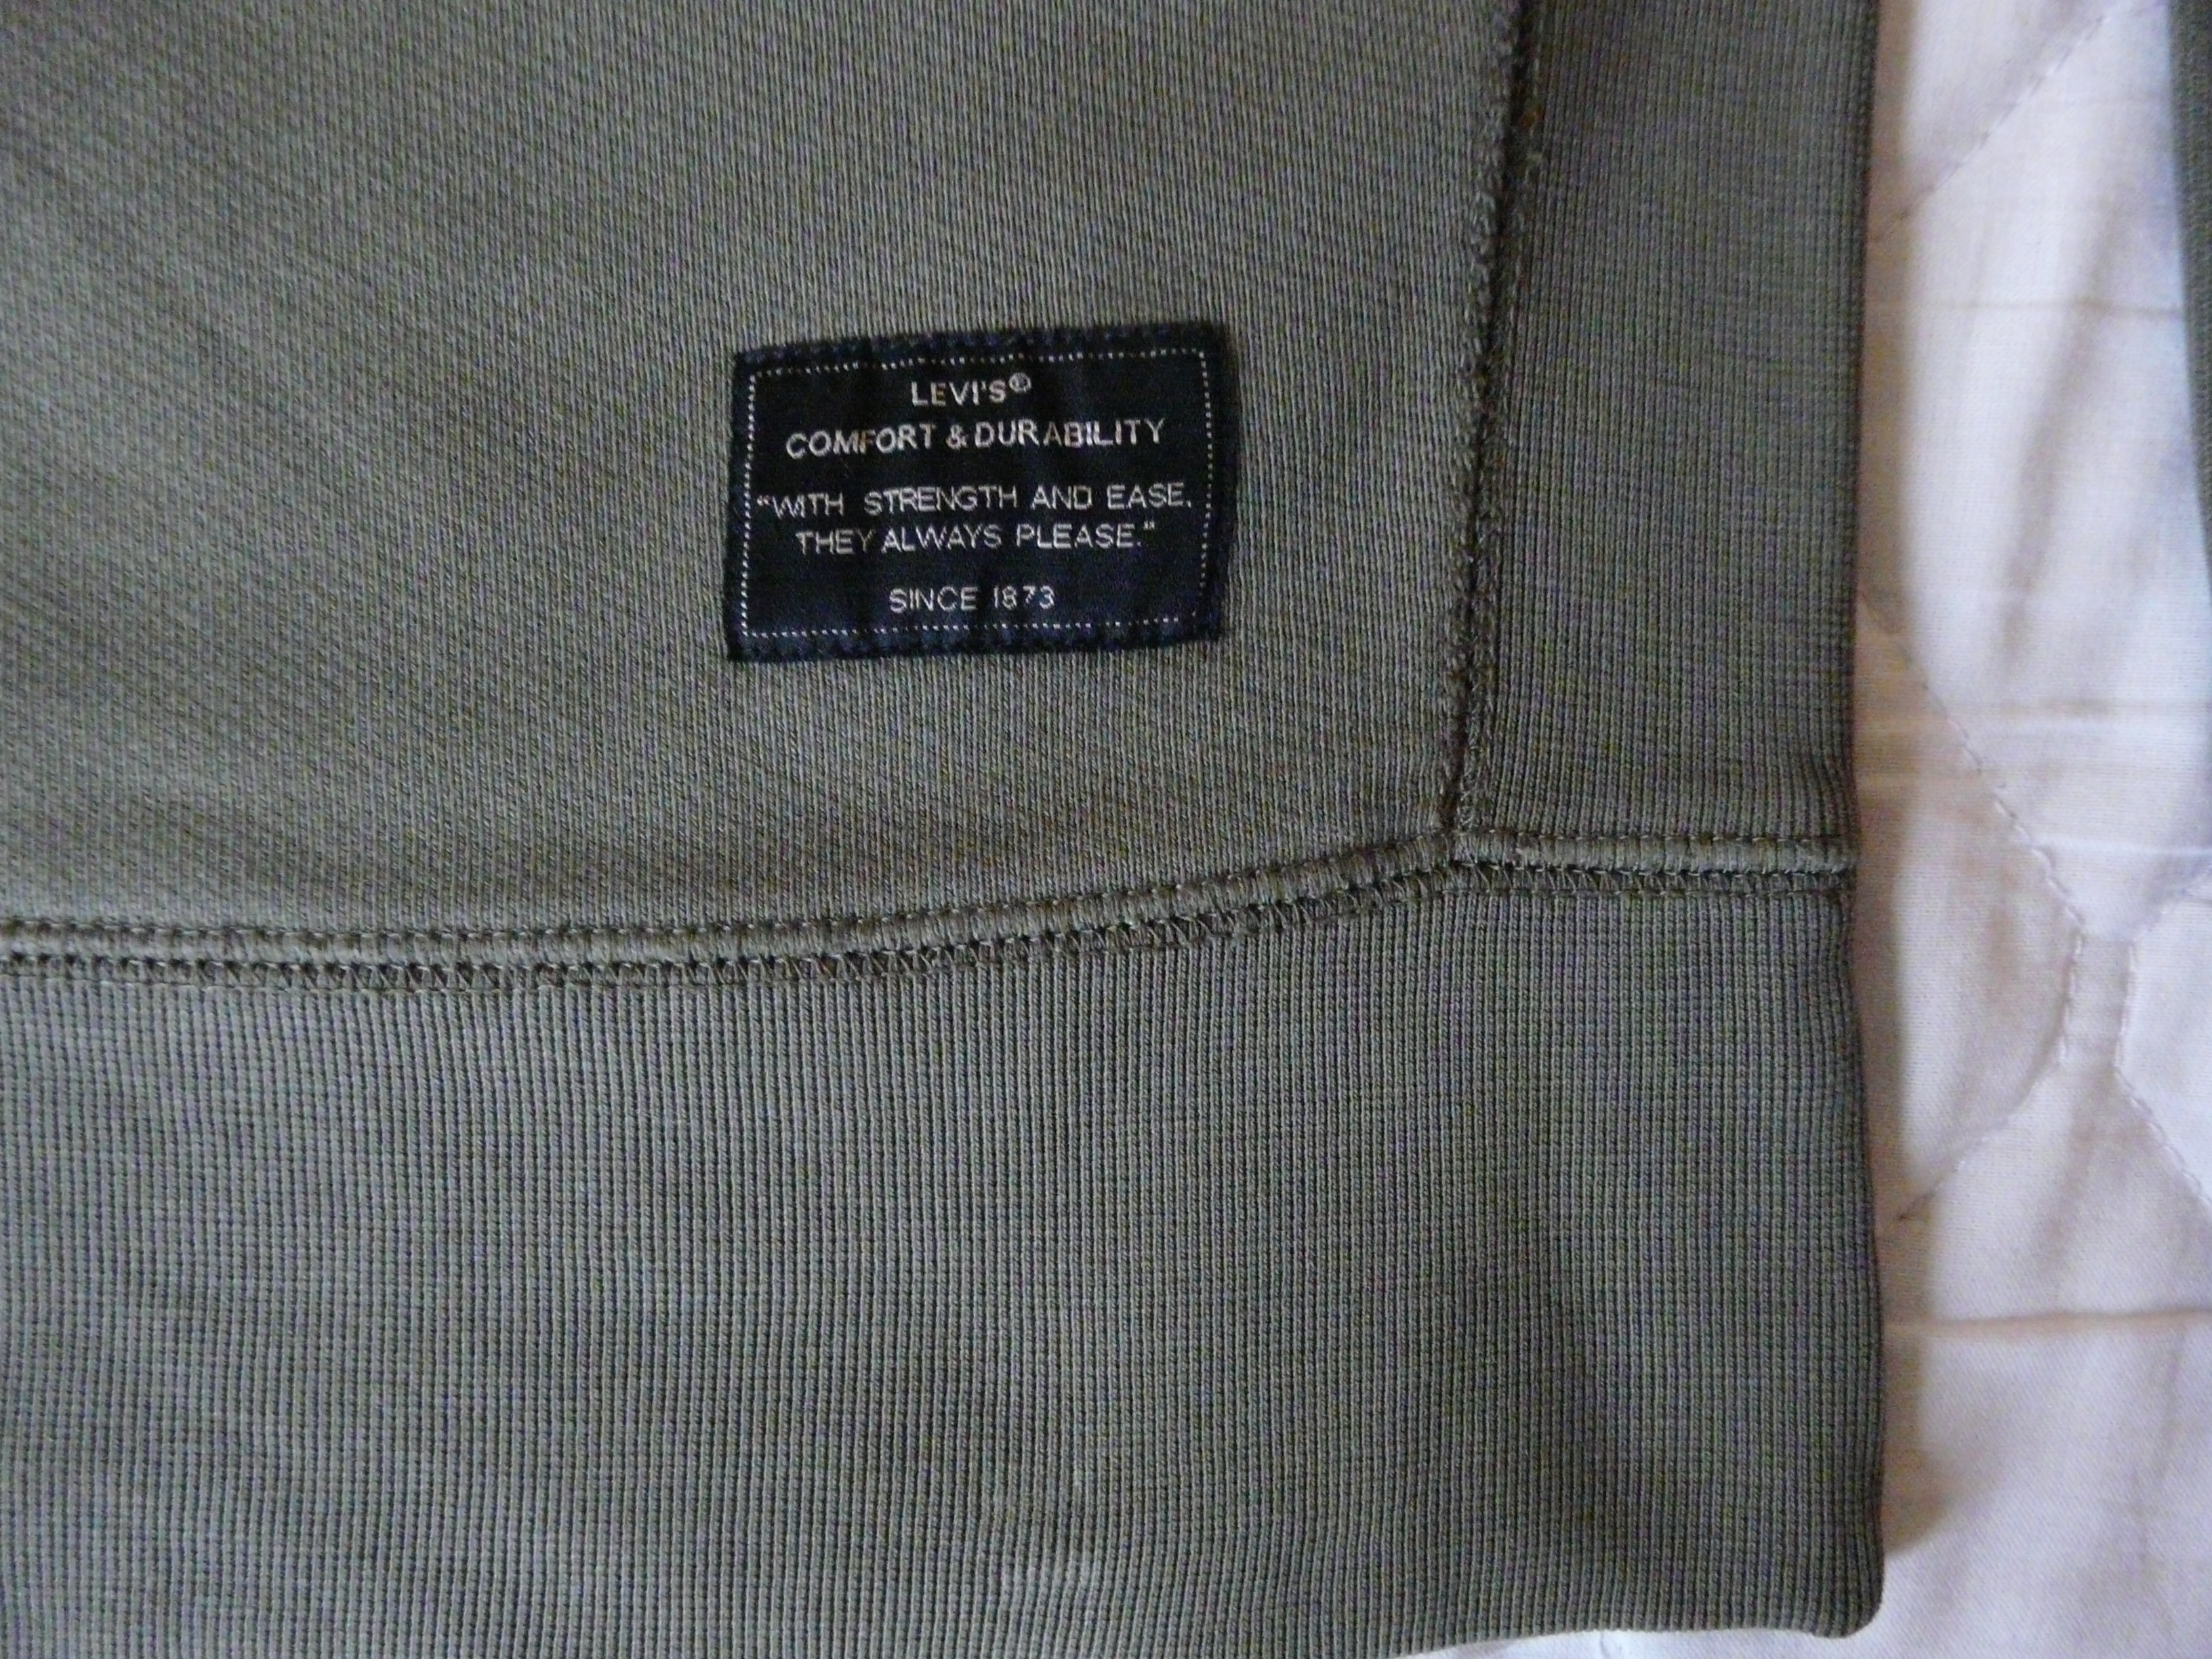 LEVI'S®
COMFORT & DURABILITY
"WITH STRENGTH AND EASE,
THEY ALWAYS PLEASE."
SINCE 1873